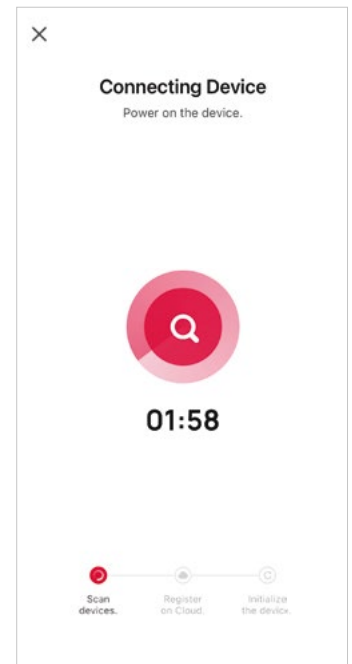 Connecting Device
Power on the device.
01:58
Scan
devices.
Register
on Cloud.
Initialize
the device.